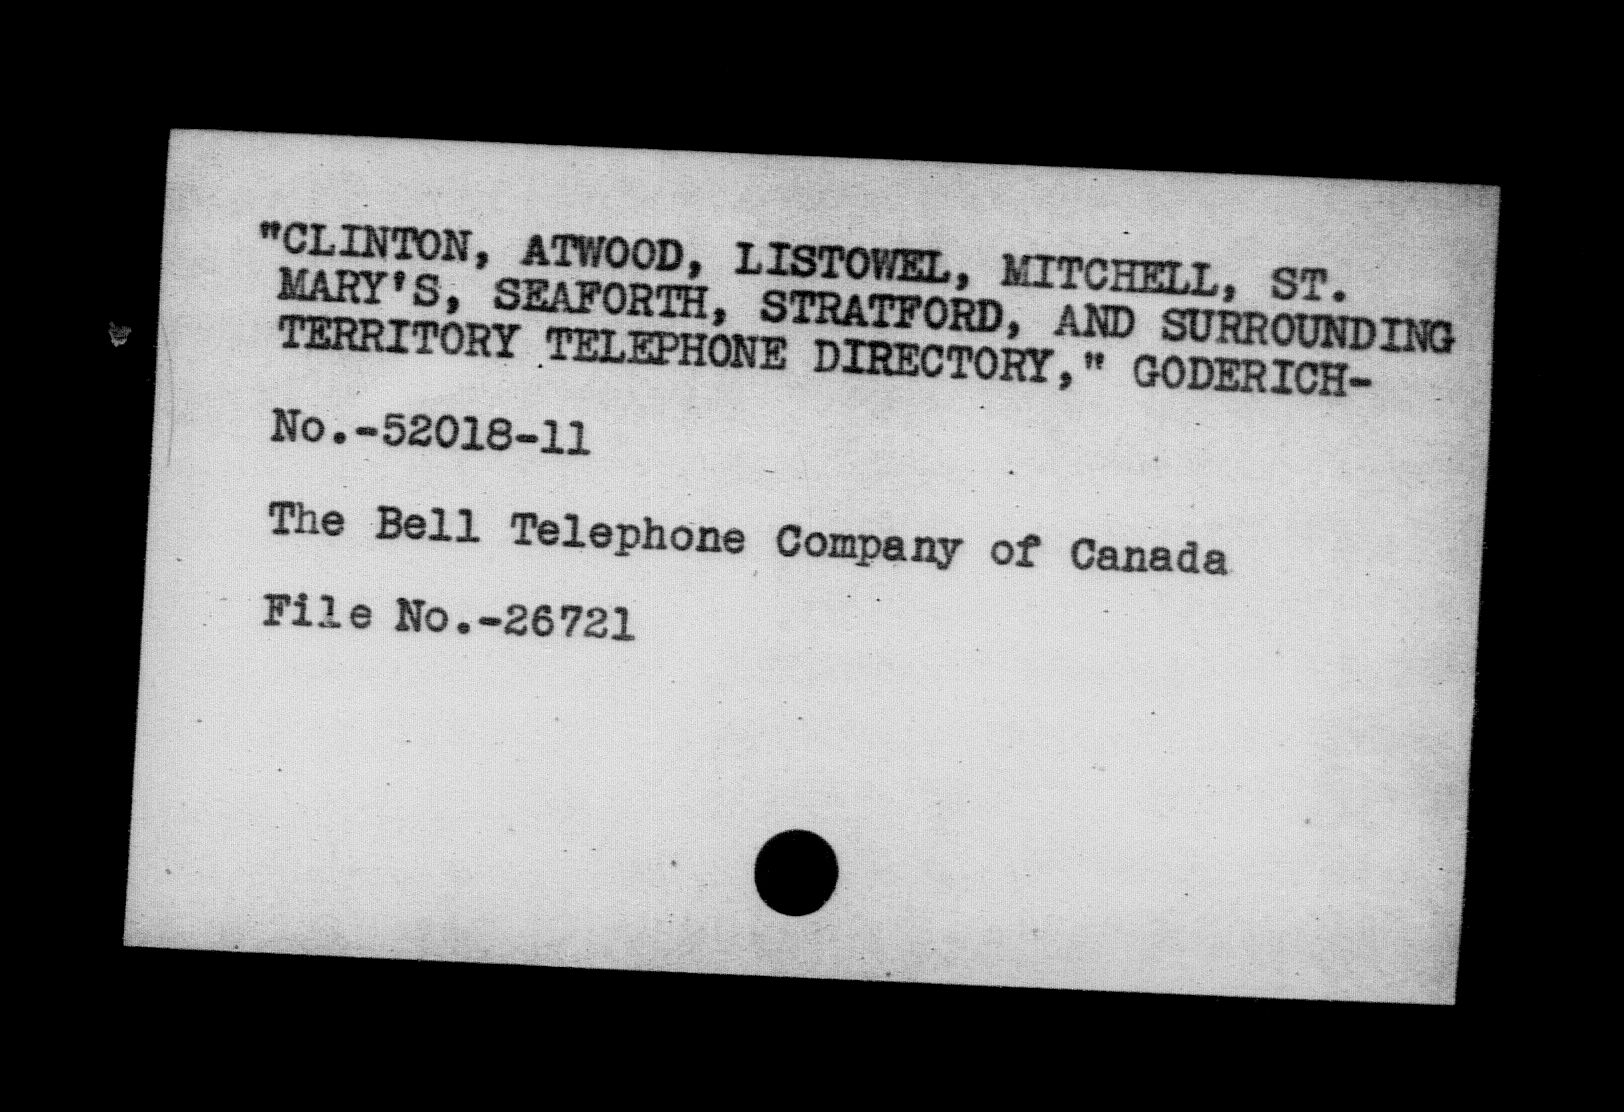 "CLINTON, ATWOOD, LISTOWEL, MITCHELL, ST.
MARY'S, SEAFORTH, STRATFORD, AND SURROUNDING
TERRITORY TELEPHONE DIRECTORY," GODERICH-
No.-52018-11
The Bell Telephone Company of Canada
File No.-26721